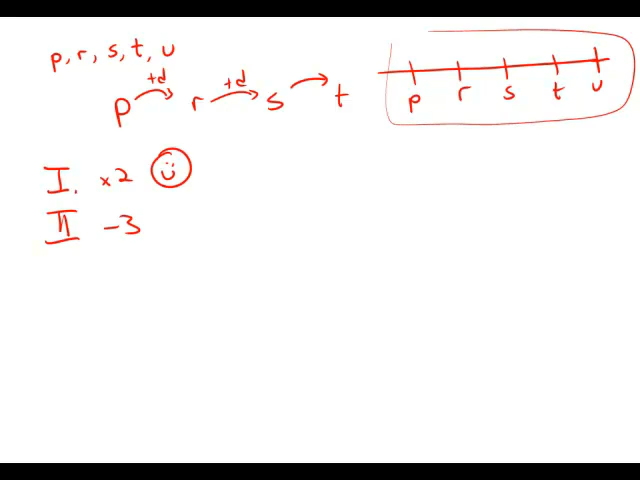 p, r, s, t, u
+d +d
p r s t
p r s t u
I. ×2
II -3